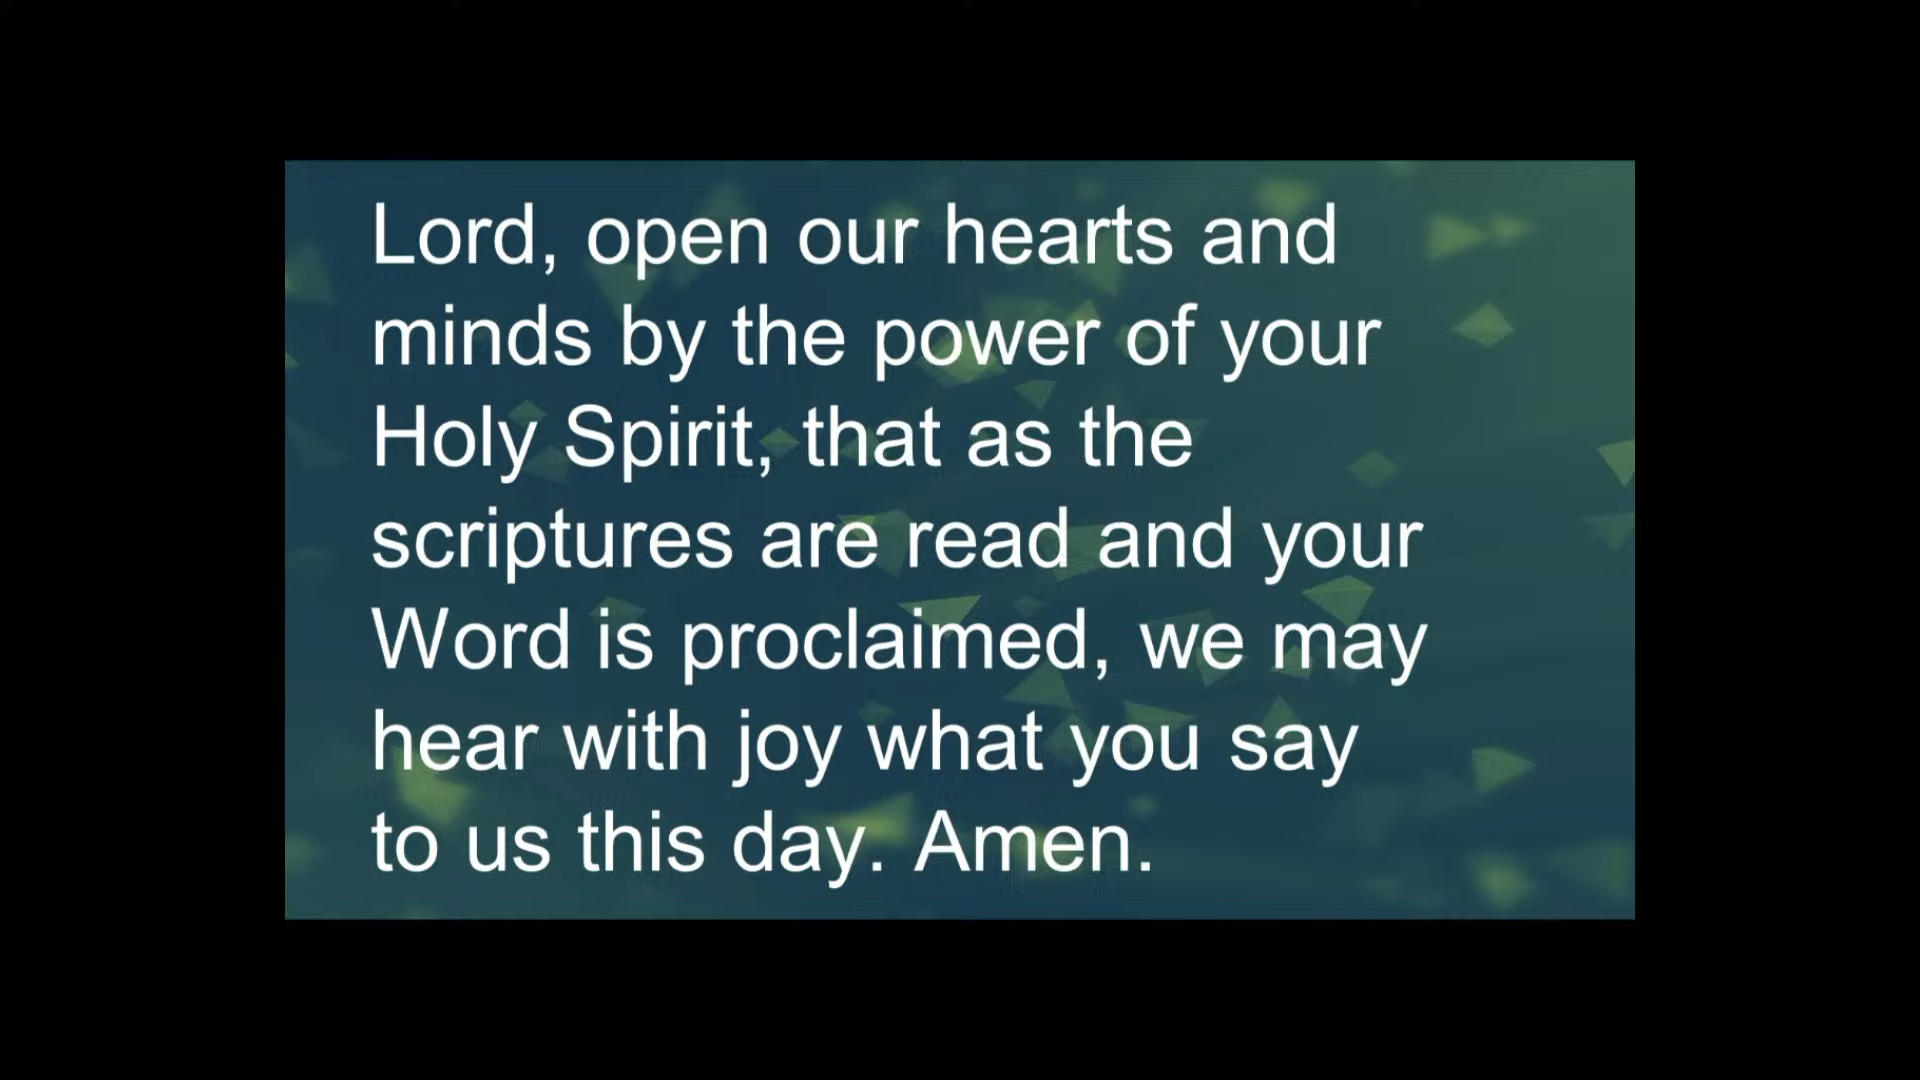 Lord, open our hearts and
minds by the power of your
Holy Spirit, that as the
scriptures are read and your
Word is proclaimed, we may
hear with joy what you say
to us this day. Amen.